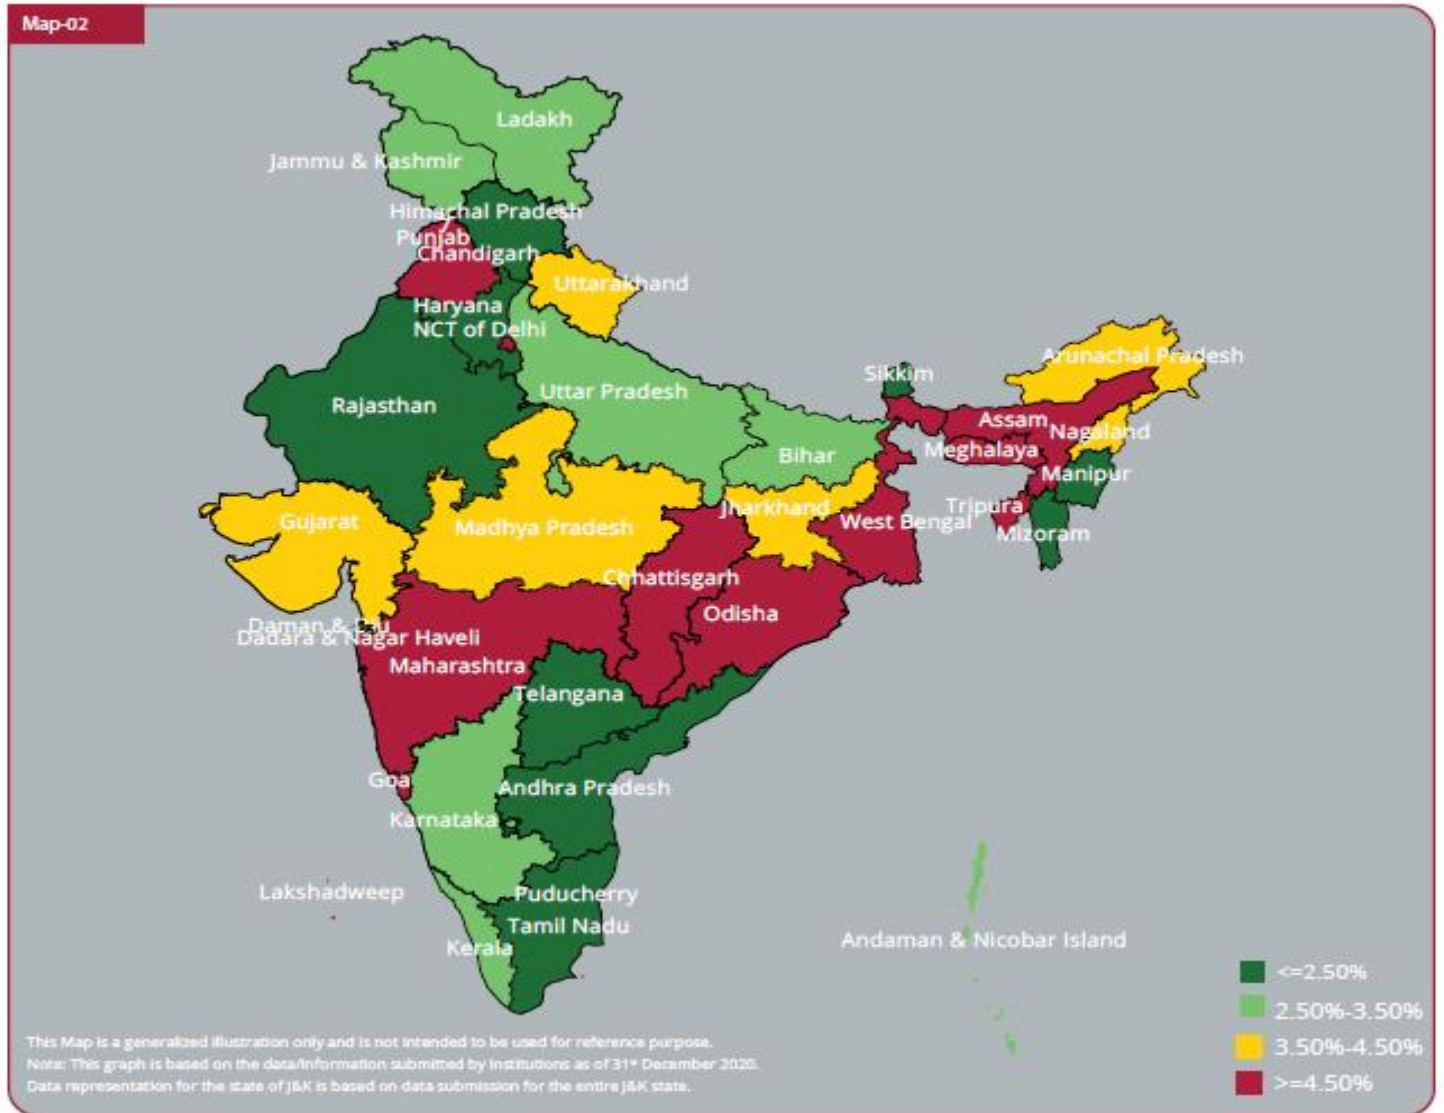 Map-02
Ladakh
Jammu & Kashmir
Himachal Pradesh
Punjab
Chandigarh
Uttarakhand
Haryana
NCT of Delhi
Arunachal Pradesh
Sikkim
Uttar Pradesh
Rajasthan
Assam
Nagaland
Meghalaya
Bihar
Manipur
Jharkhand
Tripura
Gujarat
West Bengal
Madhya Pradesh
Mizoram
Chhattisgarh
Odisha
Daman & Diu
Dadara & Nagar Haveli
Maharashtra
Telangana
Goa
Andhra Pradesh
Karnataka
Lakshadweep
Puducherry
Tamil Nadu
Andaman & Nicobar Island
Kerala
<=2.50%
2.50%-3.50%
3.50%-4.50%
>=4.50%
This Map is a generalized illustration only and is not intended to be used for reference purpose.
Note: This graph is based on the data/information submitted by institutions as of 31st December 2020.
Data representation for the state of J&K is based on data submission for the entire J&K state.